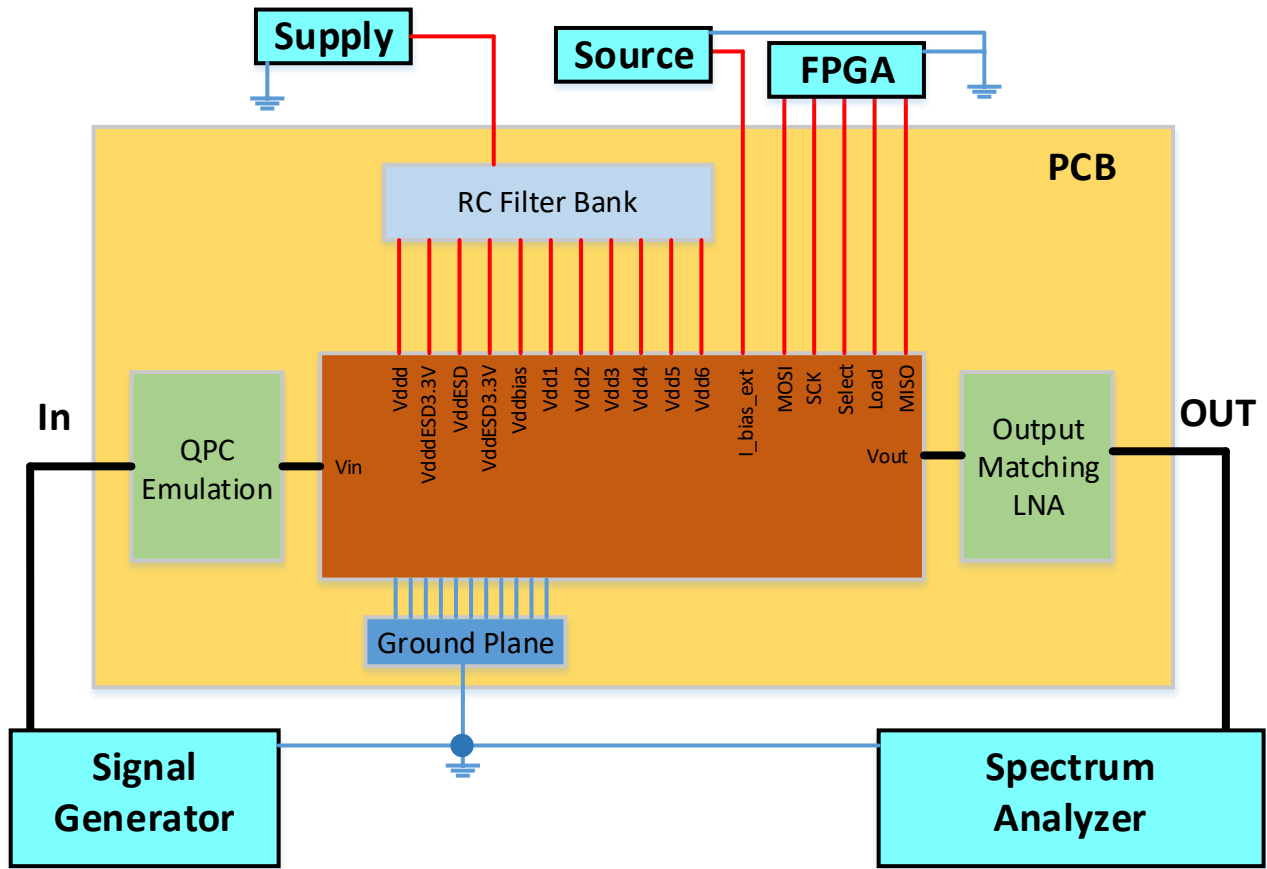 Supply
Source
FPGA
PCB
RC Filter Bank
Vddd
VdddESD3.3V
VddESD
VddESD3.3V
Vddbias
Vdd1
Vdd2
Vdd3
Vdd4
Vdd5
Vdd6
I_bias_ext
MOSI
SCK
Select
Load
MISO
In
QPC
Emulation
Vin
Vout
Output
Matching
LNA
OUT
Ground Plane
Signal
Generator
Spectrum
Analyzer